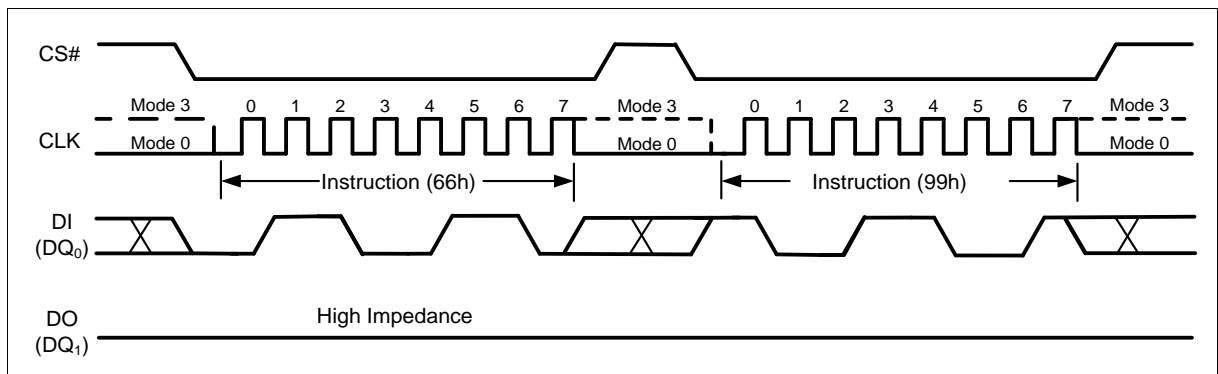 CS#
Mode 3 0 1 2 3 4 5 6 7 Mode 3 0 1 2 3 4 5 6 7 Mode 3
CLK
Mode 0 Mode 0 Mode 0
Instruction (66h) Instruction (99h)
DI
(DQ₀)
DO High Impedance
(DQ₁)